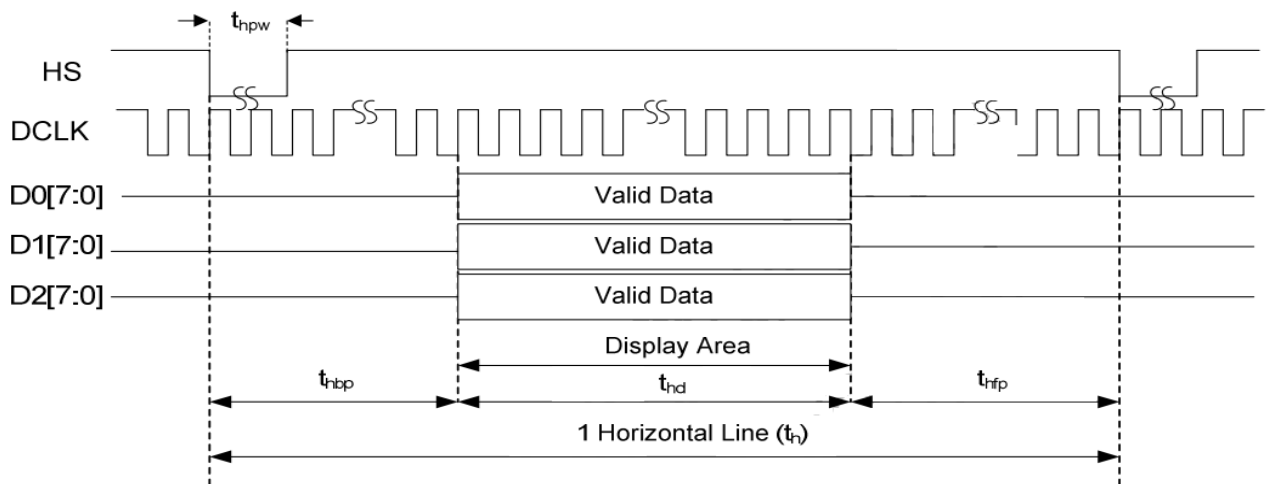 thpw
HS
DCLK
D0[7:0] Valid Data
D1[7:0] Valid Data
D2[7:0] Valid Data
Display Area
thbp thd thfp
1 Horizontal Line (th)